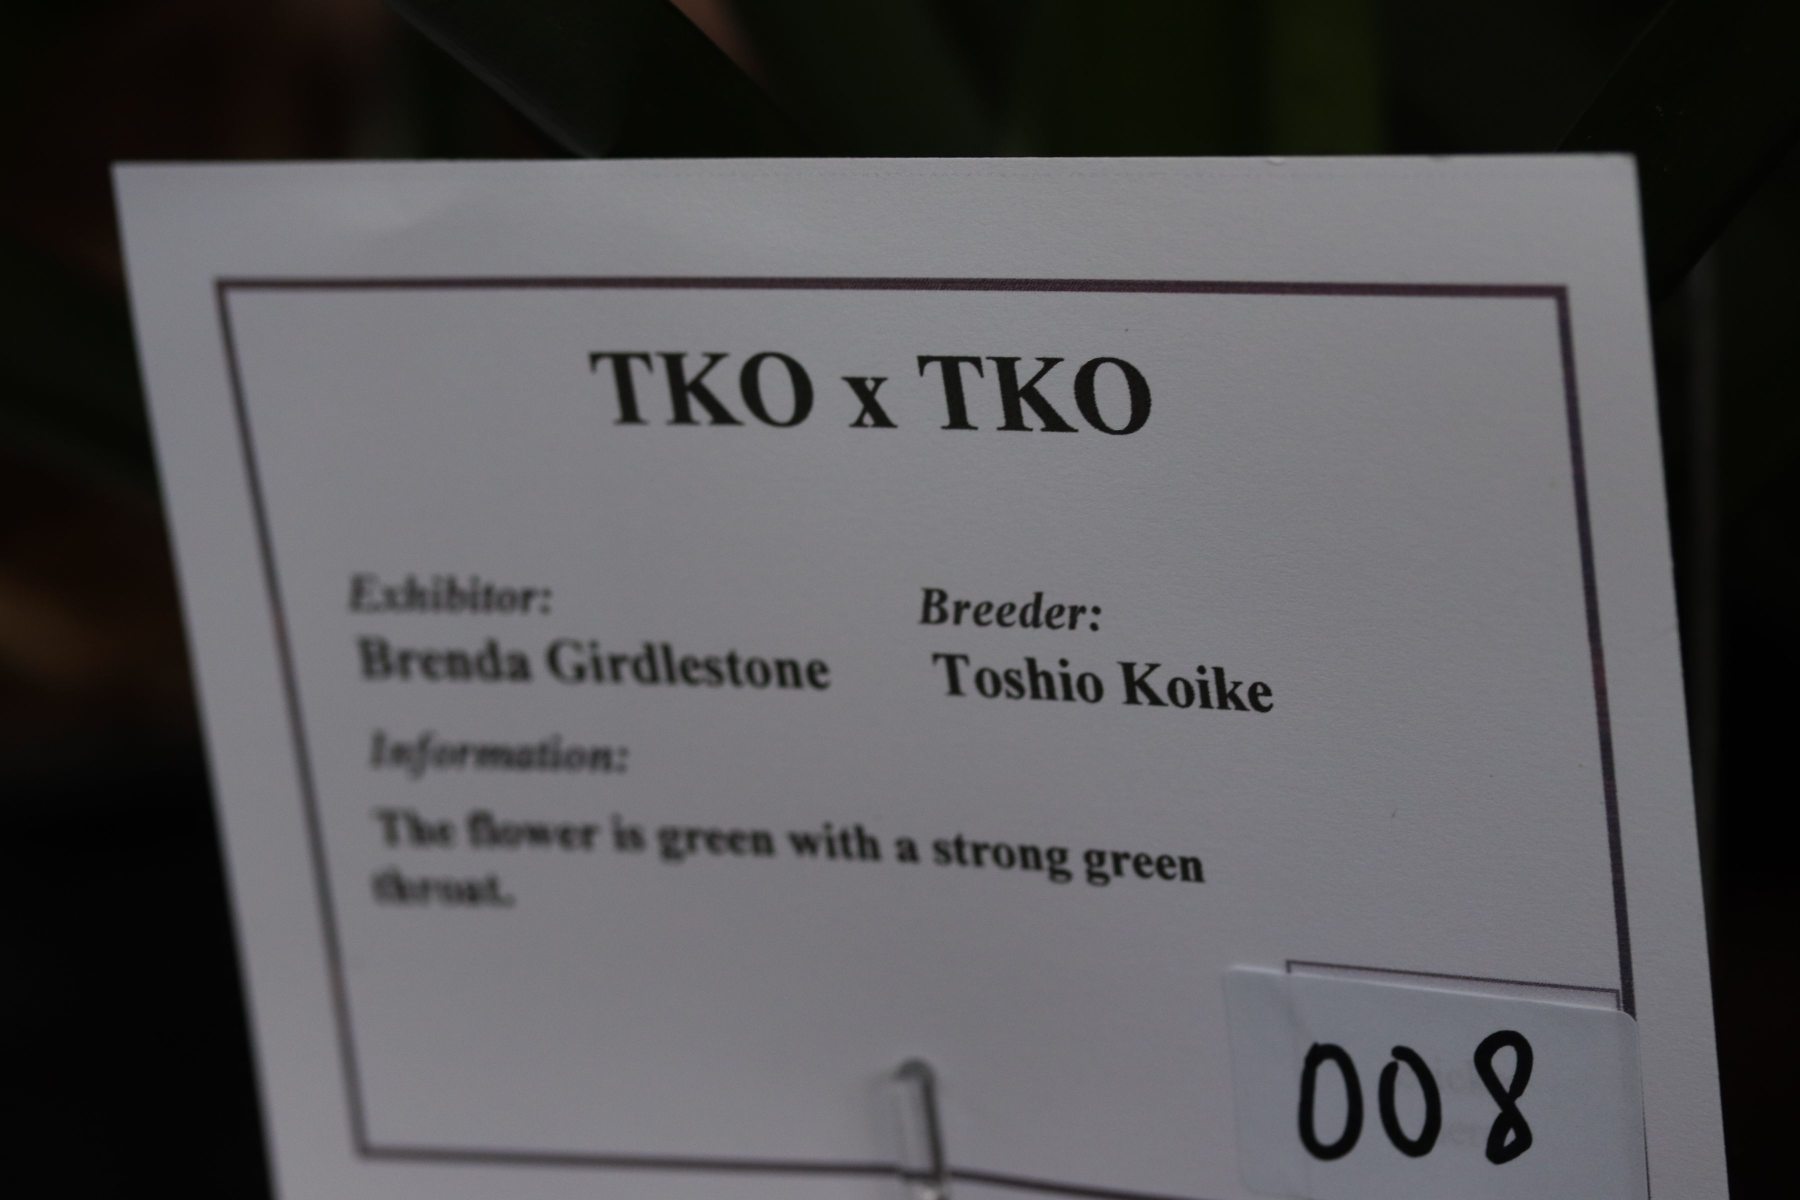 TKO x TKO
Exhibitor:
Brenda Girdlestone
Breeder:
Toshio Koike
Information:
The flower is green with a strong green
throat.
008